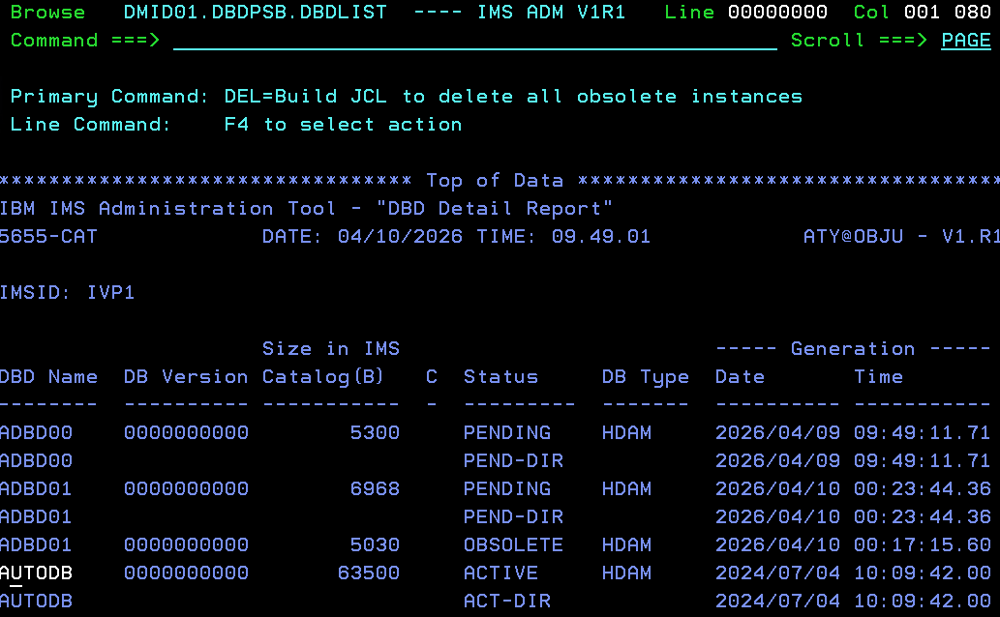 Browse   DMID01.DBDPSB.DBDLIST  ---- IMS ADM V1R1   Line 00000000  Col 001 080
Command ===>                                                  Scroll ===> PAGE
Primary Command: DEL=Build JCL to delete all obsolete instances
Line Command:    F4 to select action
********************************* Top of Data **********************************
IBM IMS Administration Tool - "DBD Detail Report"
5655-CAT             DATE: 04/10/2026 TIME: 09.49.01            ATY@OBJU - V1.R1
IMSID: IVP1
Size in IMS                         ----- Generation -----
DBD Name  DB Version Catalog(B)   C  Status     DB Type  Date       Time
--------  ---------- -----------  -  ---------  -------  ---------- -----------
ADBD00    0000000000        5300     PENDING    HDAM     2026/04/09 09:49:11.71
ADBD00                               PEND-DIR            2026/04/09 09:49:11.71
ADBD01    0000000000        6968     PENDING    HDAM     2026/04/10 00:23:44.36
ADBD01                               PEND-DIR            2026/04/10 00:23:44.36
ADBD01    0000000000        5030     OBSOLETE   HDAM     2026/04/10 00:17:15.60
AUTODB    0000000000       63500     ACTIVE     HDAM     2024/07/04 10:09:42.00
AUTODB                               ACT-DIR             2024/07/04 10:09:42.00